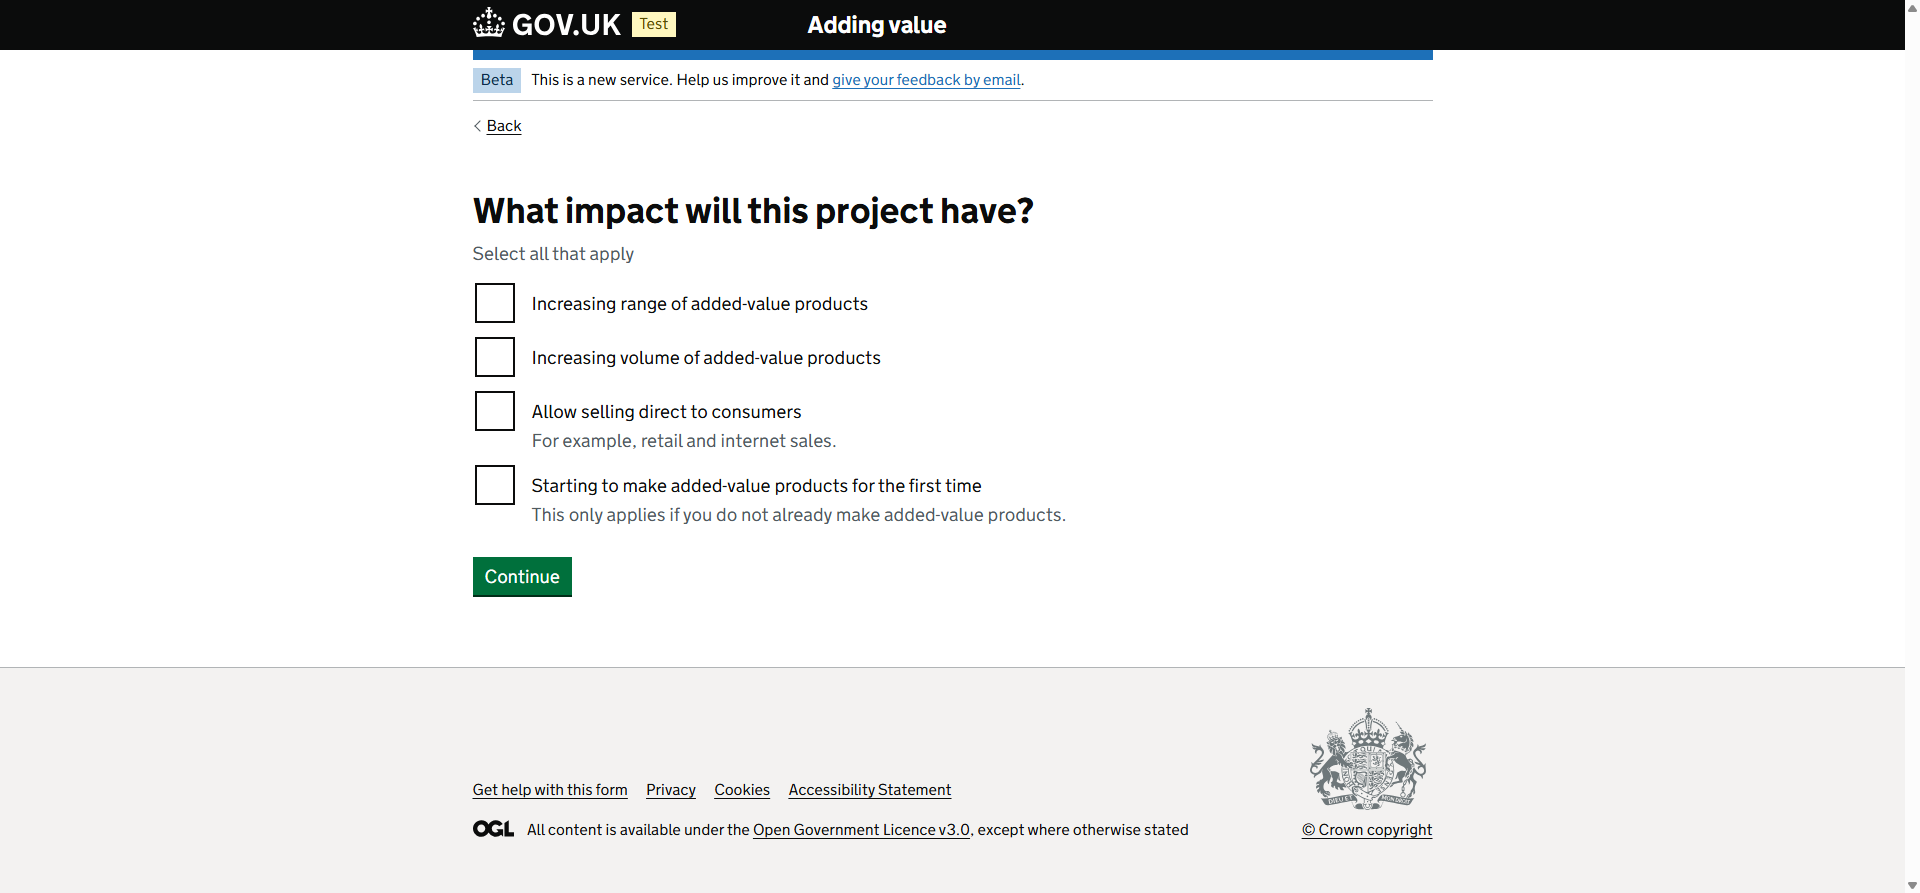 GOV.UK Test Adding value
Beta This is a new service. Help us improve it and give your feedback by email.
Back
What impact will this project have?
Select all that apply
Increasing range of added-value products
Increasing volume of added-value products
Allow selling direct to consumers
For example, retail and internet sales.
Starting to make added-value products for the first time
This only applies if you do not already make added-value products.
Continue
Get help with this form Privacy Cookies Accessibility Statement
OGL All content is available under the Open Government Licence v3.0, except where otherwise stated
© Crown copyright